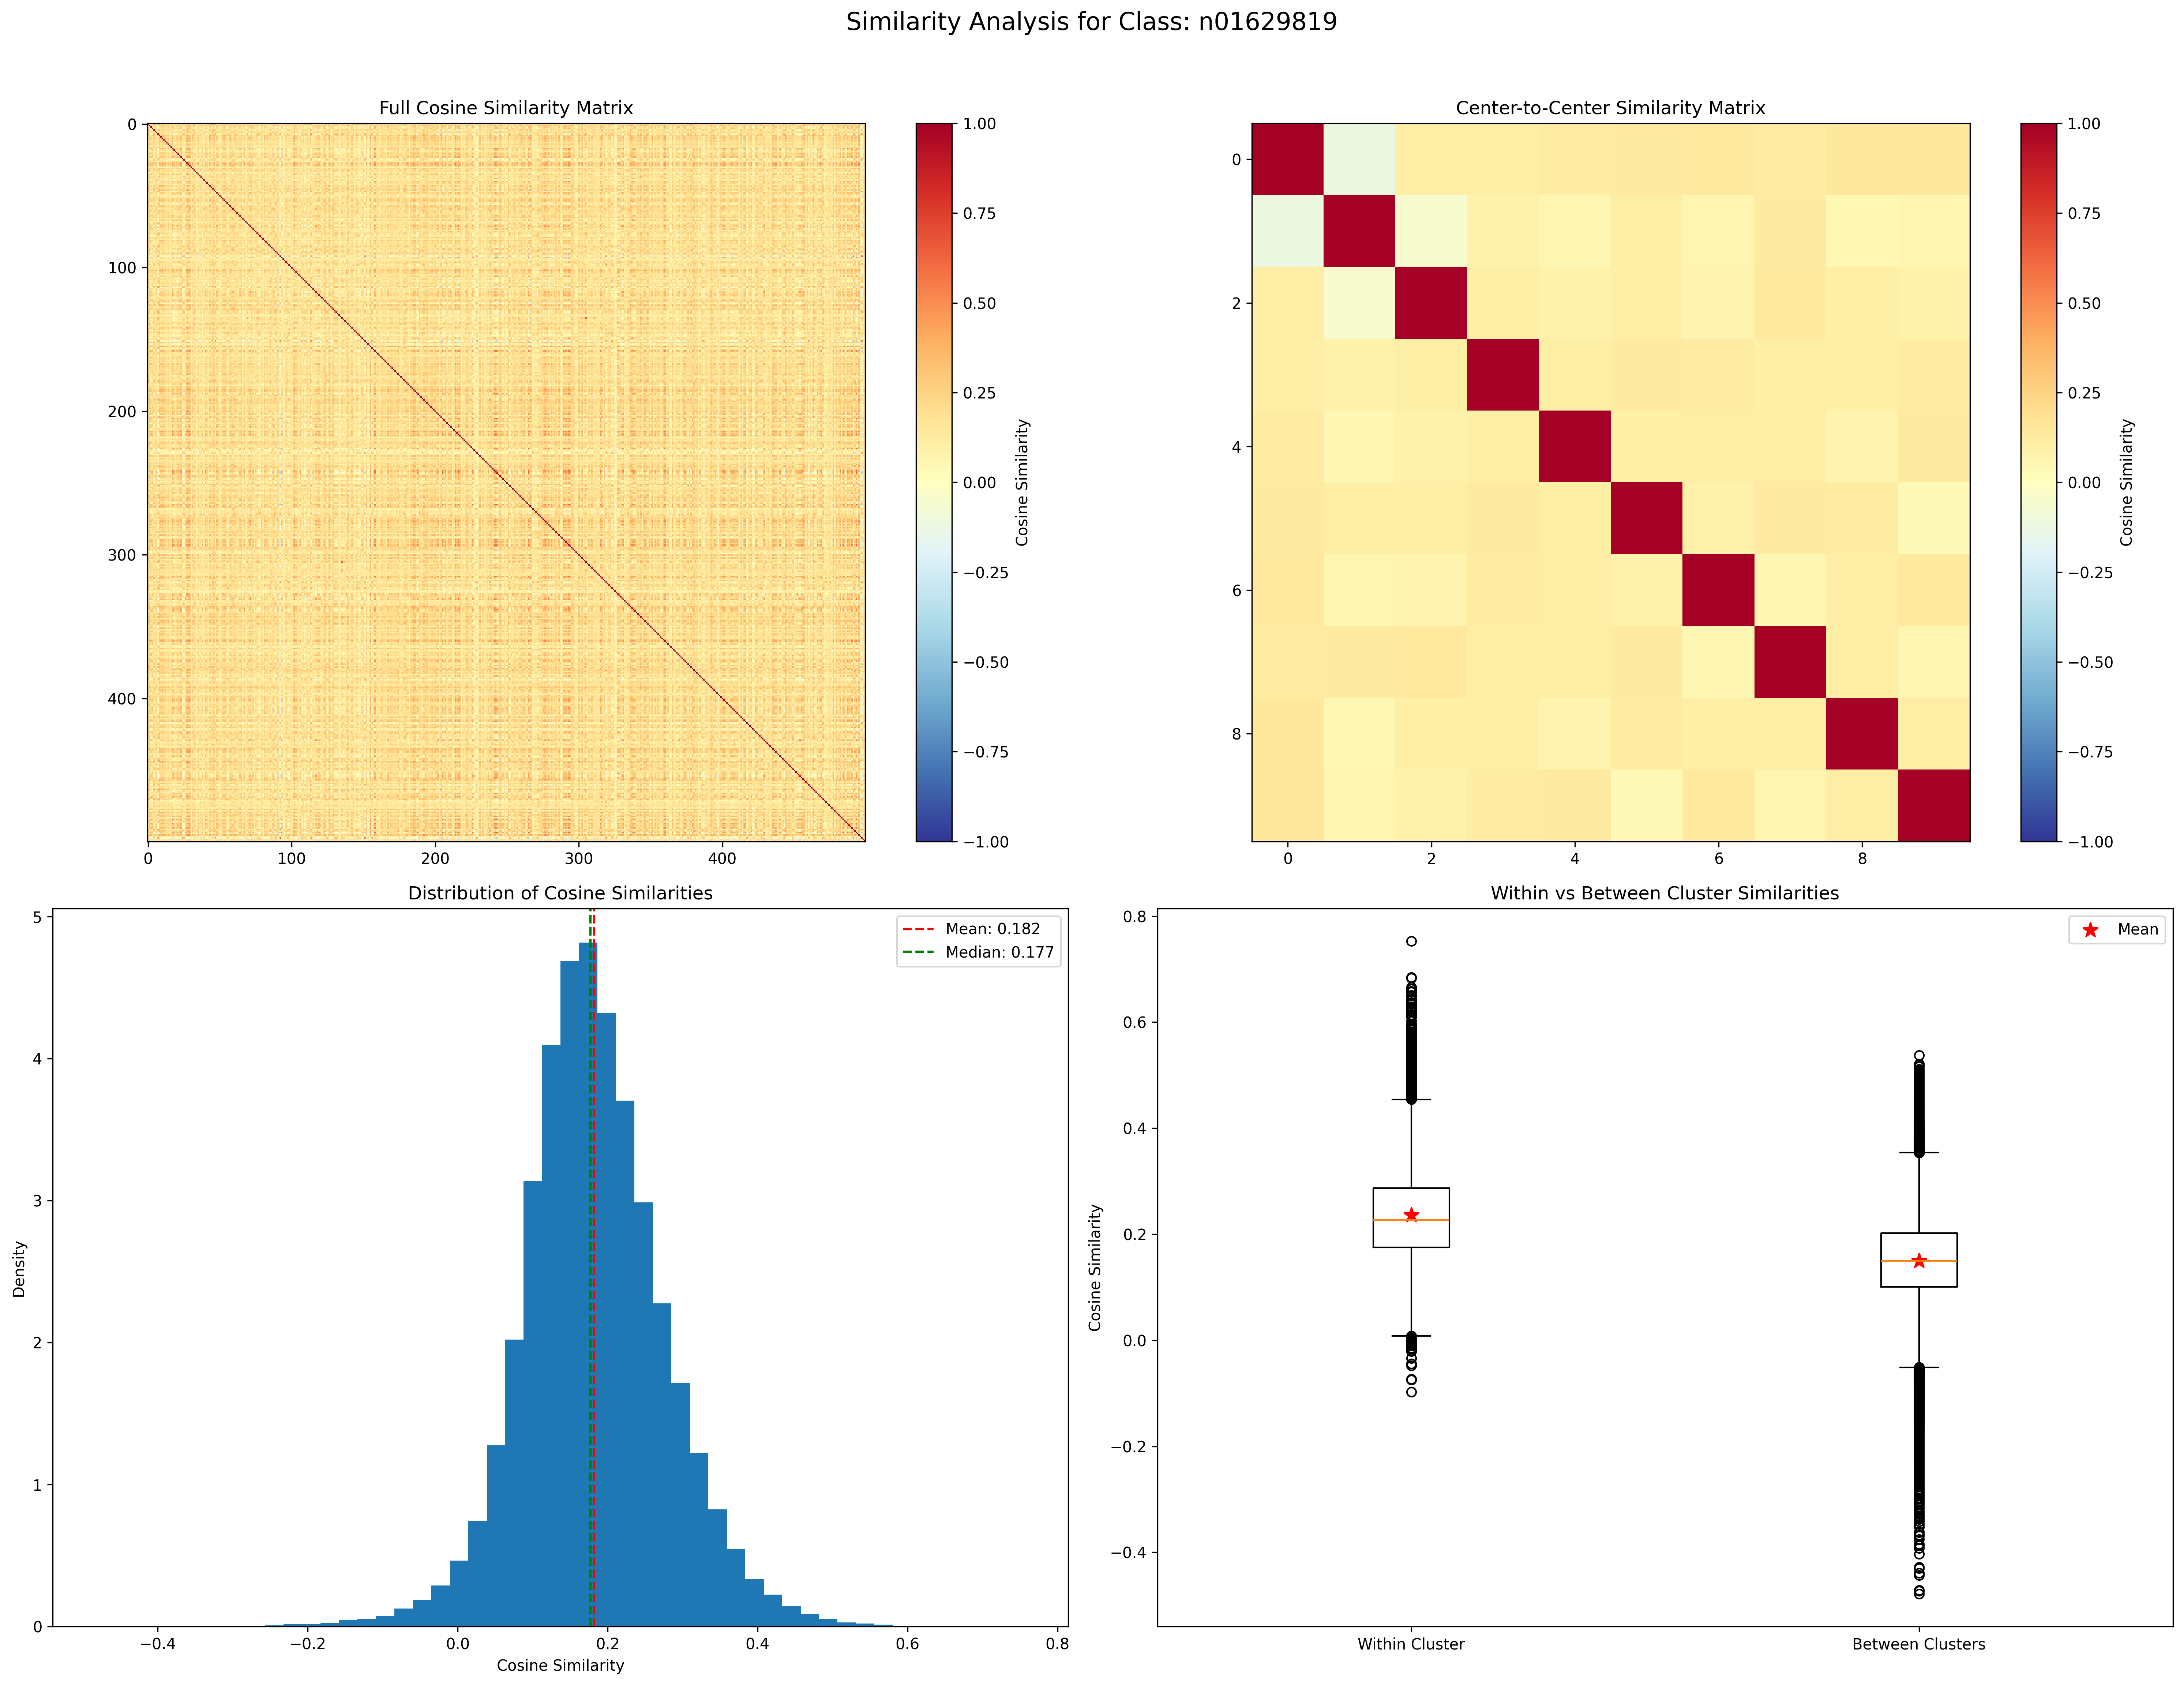 Similarity Analysis for Class: n01629819
Full Cosine Similarity Matrix
0
100
200
300
400
0 100 200 300 400
1.00
0.75
0.50
0.25
0.00
−0.25
−0.50
−0.75
−1.00
Cosine Similarity
Center-to-Center Similarity Matrix
0
2
4
6
8
0 2 4 6 8
1.00
0.75
0.50
0.25
0.00
−0.25
−0.50
−0.75
−1.00
Cosine Similarity
Distribution of Cosine Similarities
Mean: 0.182
Median: 0.177
5
4
3
2
1
0
Density
−0.4 −0.2 0.0 0.2 0.4 0.6 0.8
Cosine Similarity
Within vs Between Cluster Similarities
Mean
0.8
0.6
0.4
0.2
0.0
−0.2
−0.4
Cosine Similarity
Within Cluster Between Clusters